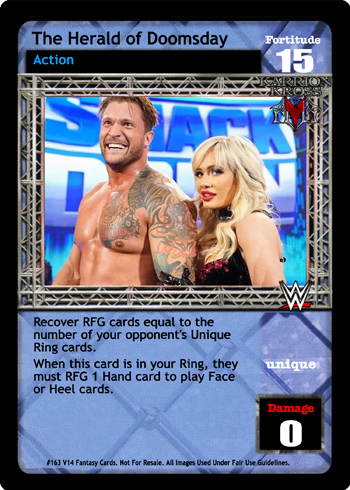 The Herald of Doomsday
Fortitude
15
Action
KARRION
KROSS
SMACK
DOWN
W
Recover RFG cards equal to the
number of your opponent's Unique
Ring cards.
When this card is in your Ring, they
must RFG 1 Hand card to play Face
or Heel cards.
unique
Damage
0
#163 V14 Fantasy Cards. Not For Resale. All Images Used Under Fair Use Guidelines.